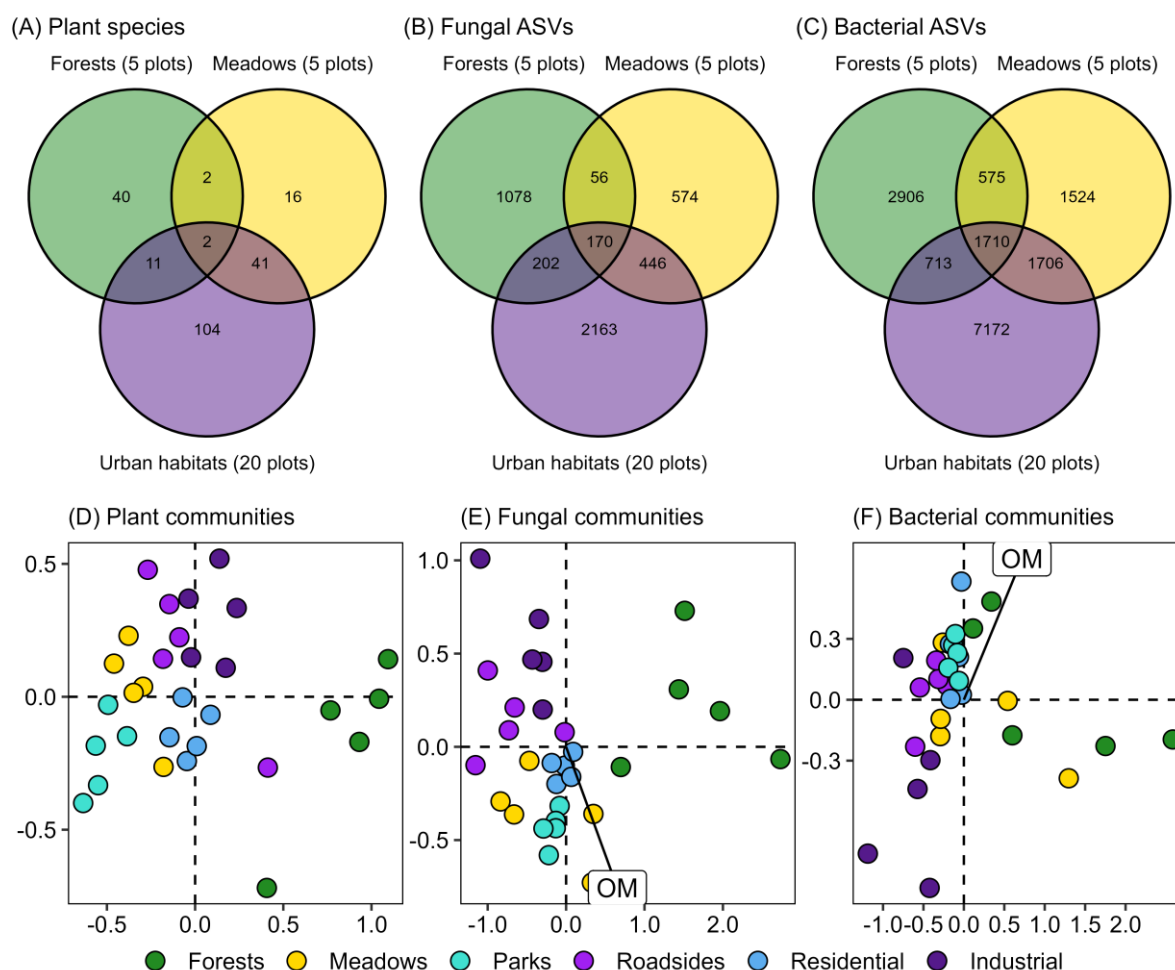 (A) Plant species
(B) Fungal ASVs
(C) Bacterial ASVs
Forests (5 plots) Meadows (5 plots)
Forests (5 plots) Meadows (5 plots)
Forests (5 plots) Meadows (5 plots)
40 2 16
2
11 41
104
1078 56 574
170
202 446
2163
2906 575 1524
1710
713 1706
7172
Urban habitats (20 plots)
Urban habitats (20 plots)
Urban habitats (20 plots)
(D) Plant communities
0.5
0.0
-0.5
-0.5 0.0 0.5 1.0
(E) Fungal communities
1.0
0.5
0.0
-0.5
OM
-1.0 0.0 1.0 2.0
(F) Bacterial communities
OM
0.3
0.0
-0.3
-1.0 -0.5 0.0 0.5 1.0 1.5 2.0
Forests Meadows Parks Roadsides Residential Industrial